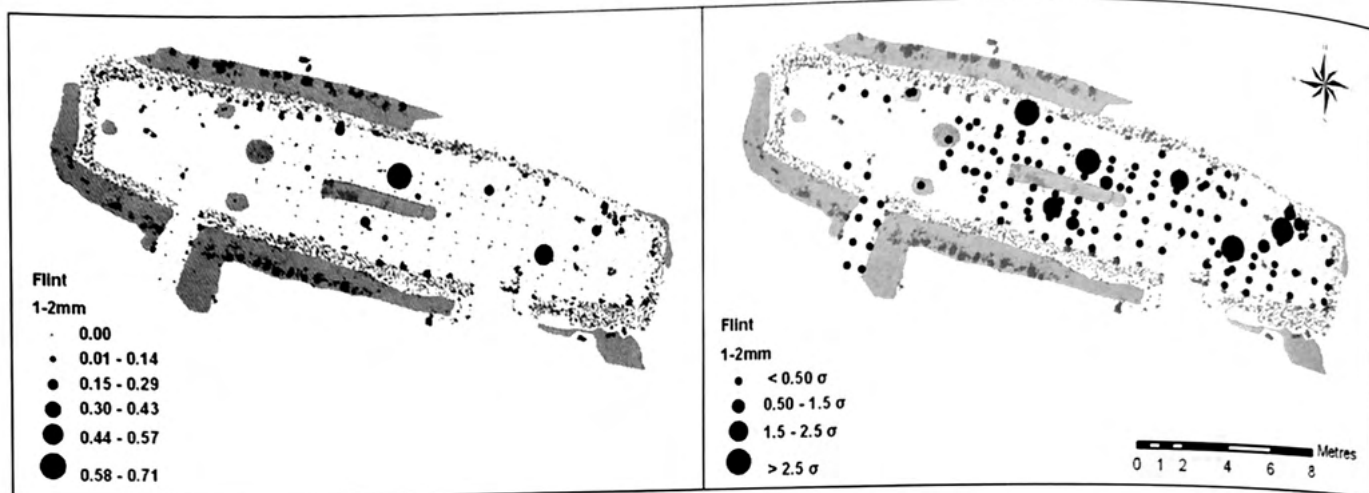 Flint
1-2mm
0.00
0.01 - 0.14
0.15 - 0.29
0.30 - 0.43
0.44 - 0.57
0.58 - 0.71
Flint
1-2mm
< 0.50 σ
0.50 - 1.5 σ
1.5 - 2.5 σ
> 2.5 σ
Metres
0 1 2 4 6 8